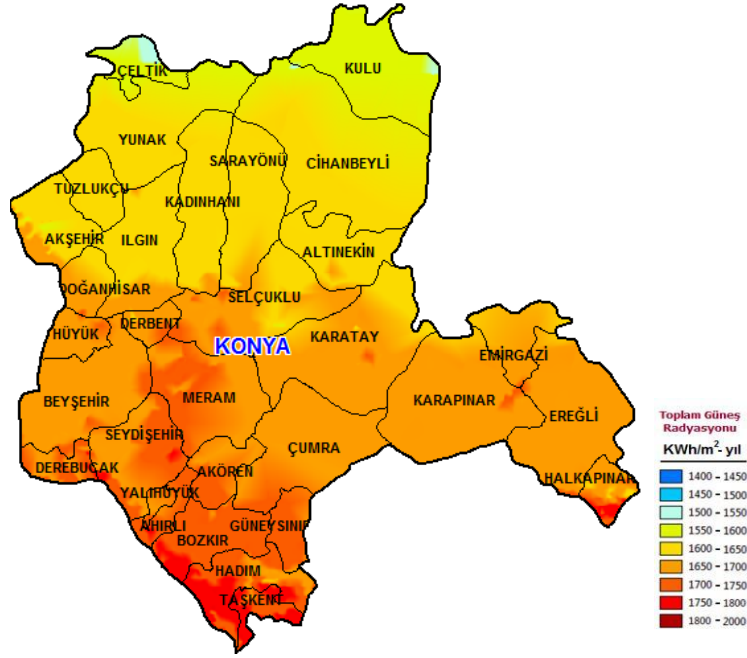 KULU
ÇELTİK
YUNAK
SARAYÖNÜ
CİHANBEYLİ
TUZLUKÇU
KADINHANI
AKŞEHİR
ILGIN
ALTINEKİN
DOĞANHİSAR
SELÇUKLU
DERBENT
HÜYÜK
KARATAY
KONYA
EMİRGAZİ
BEYŞEHİR
MERAM
KARAPINAR
EREĞLİ
SEYDİŞEHİR
ÇUMRA
DEREBUCAK
AKÖREN
HALKAPINAR
YALIHÜYÜK
AHIRLI
GÜNEYSINIR
BOZKIR
HADIM
TAŞKENT
Toplam Güneş
Radyasyonu
KWh/m²- yıl
1400 - 1450
1450 - 1500
1500 - 1550
1550 - 1600
1600 - 1650
1650 - 1700
1700 - 1750
1750 - 1800
1800 - 2000